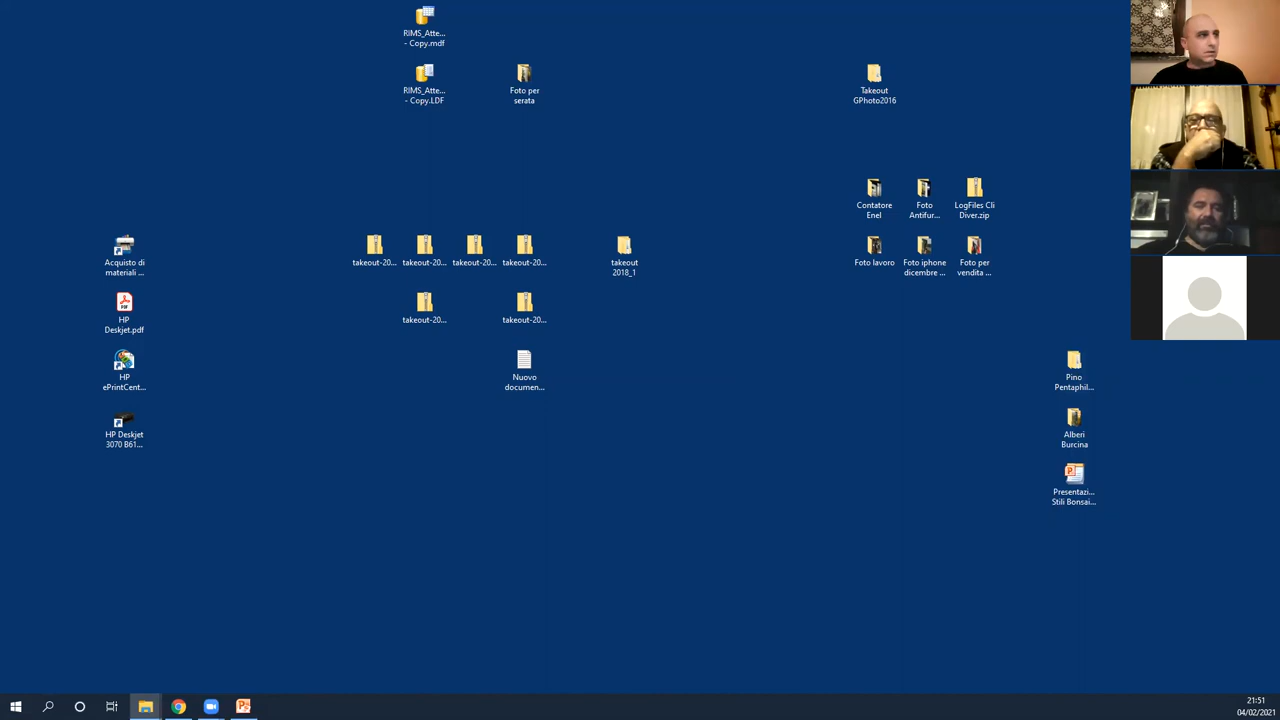 RIMS_Atte...
- Copy.mdf
RIMS_Atte...
- Copy.LDF
Foto per
serata
Takeout
GPhoto2016
Contatore
Enel
Foto
Antifur...
LogFiles Cli
Diver.zip
Acquisto di
materiali ...
takeout-20...
takeout-20...
takeout-20...
takeout-20...
takeout
2018_1
Foto lavoro
Foto iphone
dicembre ...
Foto per
vendita ...
HP
Deskjet.pdf
takeout-20...
takeout-20...
HP
ePrintCent...
Nuovo
documen...
Pino
Pentaphil...
HP Deskjet
3070 B61...
Alberi
Burcina
Presentazi...
Stili Bonsai...
21:51
04/02/2021